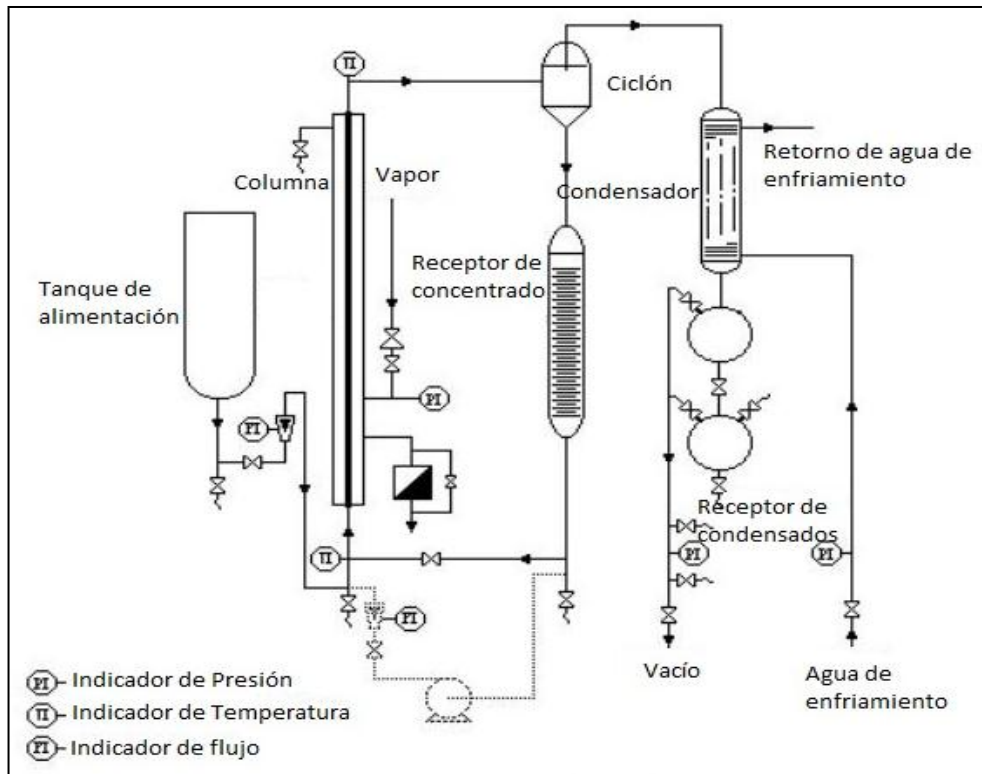 TI
Ciclón
Columna
Vapor
Condensador
Retorno de agua de
enfriamiento
Tanque de
alimentación
Receptor de
concentrado
PI
FI
Receptor de
condensados
TI
PI
PI
FI
Vacío
Agua de
enfriamiento
PI Indicador de Presión
TI Indicador de Temperatura
FI Indicador de flujo